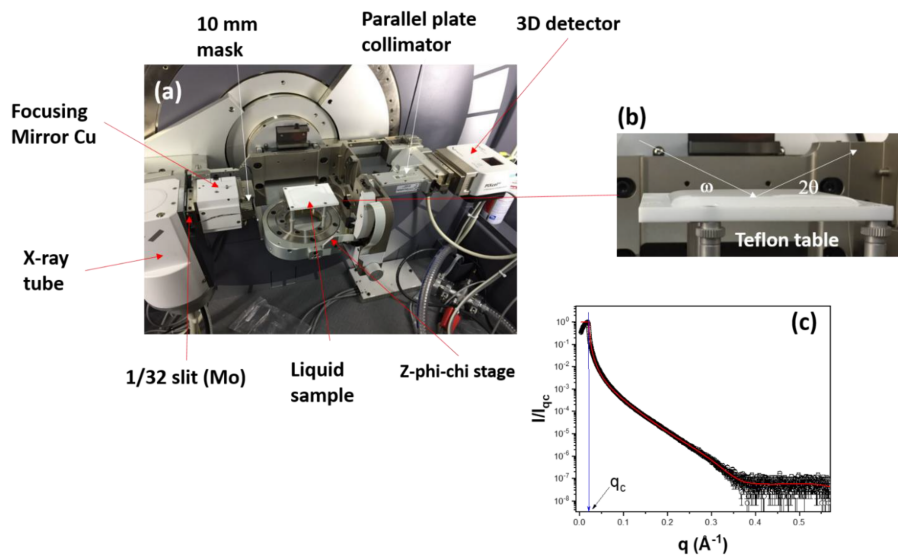 10 mm
mask
Parallel plate
collimator
3D detector
(a)
Focusing
Mirror Cu
X-ray
tube
1/32 slit (Mo)
Liquid
sample
Z-phi-chi stage
(b)
ω
2θ
Teflon table
(c)
I/Iqc
10⁰
10⁻¹
10⁻²
10⁻³
10⁻⁴
10⁻⁵
10⁻⁶
10⁻⁷
10⁻⁸
qc
0.0 0.1 0.2 0.3 0.4 0.5
q (Å⁻¹)